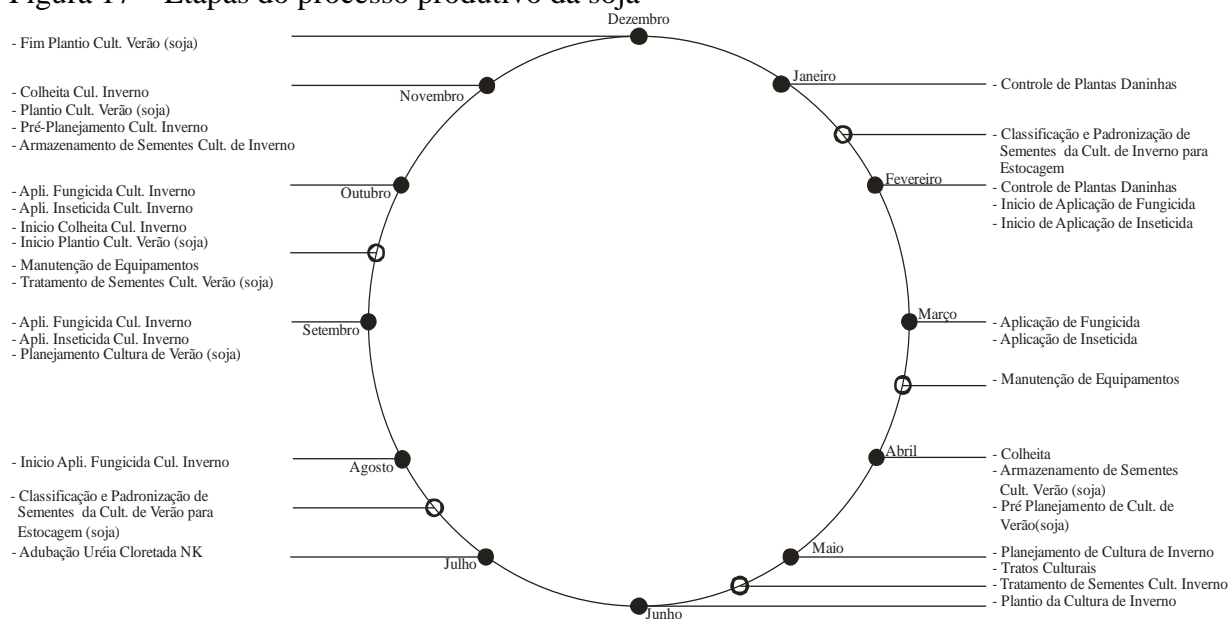 Figura 17 – Etapas do processo produtivo da soja
Dezembro
- Fim Plantio Cult. Verão (soja)
Janeiro
- Controle de Plantas Daninhas
- Classificação e Padronização de
Sementes da Cult. de Inverno para
Estocagem
Fevereiro
- Controle de Plantas Daninhas
- Inicio de Aplicação de Fungicida
- Inicio de Aplicação de Inseticida
Março
- Aplicação de Fungicida
- Aplicação de Inseticida
- Manutenção de Equipamentos
Abril
- Colheita
- Armazenamento de Sementes
Cult. Verão (soja)
- Pré Planejamento de Cult. de
Verão(soja)
Maio
- Planejamento de Cultura de Inverno
- Tratos Culturais
- Tratamento de Sementes Cult. Inverno
- Plantio da Cultura de Inverno
Junho
Julho
- Adubação Uréia Cloretada NK
- Classificação e Padronização de
Sementes da Cult. de Verão para
Estocagem (soja)
Agosto
- Inicio Apli. Fungicida Cul. Inverno
Setembro
- Apli. Fungicida Cul. Inverno
- Apli. Inseticida Cul. Inverno
- Planejamento Cultura de Verão (soja)
- Manutenção de Equipamentos
- Tratamento de Sementes Cult. Verão (soja)
Outubro
- Apli. Fungicida Cult. Inverno
- Apli. Inseticida Cult. Inverno
- Inicio Colheita Cul. Inverno
- Inicio Plantio Cult. Verão (soja)
Novembro
- Colheita Cul. Inverno
- Plantio Cult. Verão (soja)
- Pré-Planejamento Cult. Inverno
- Armazenamento de Sementes Cult. de Inverno